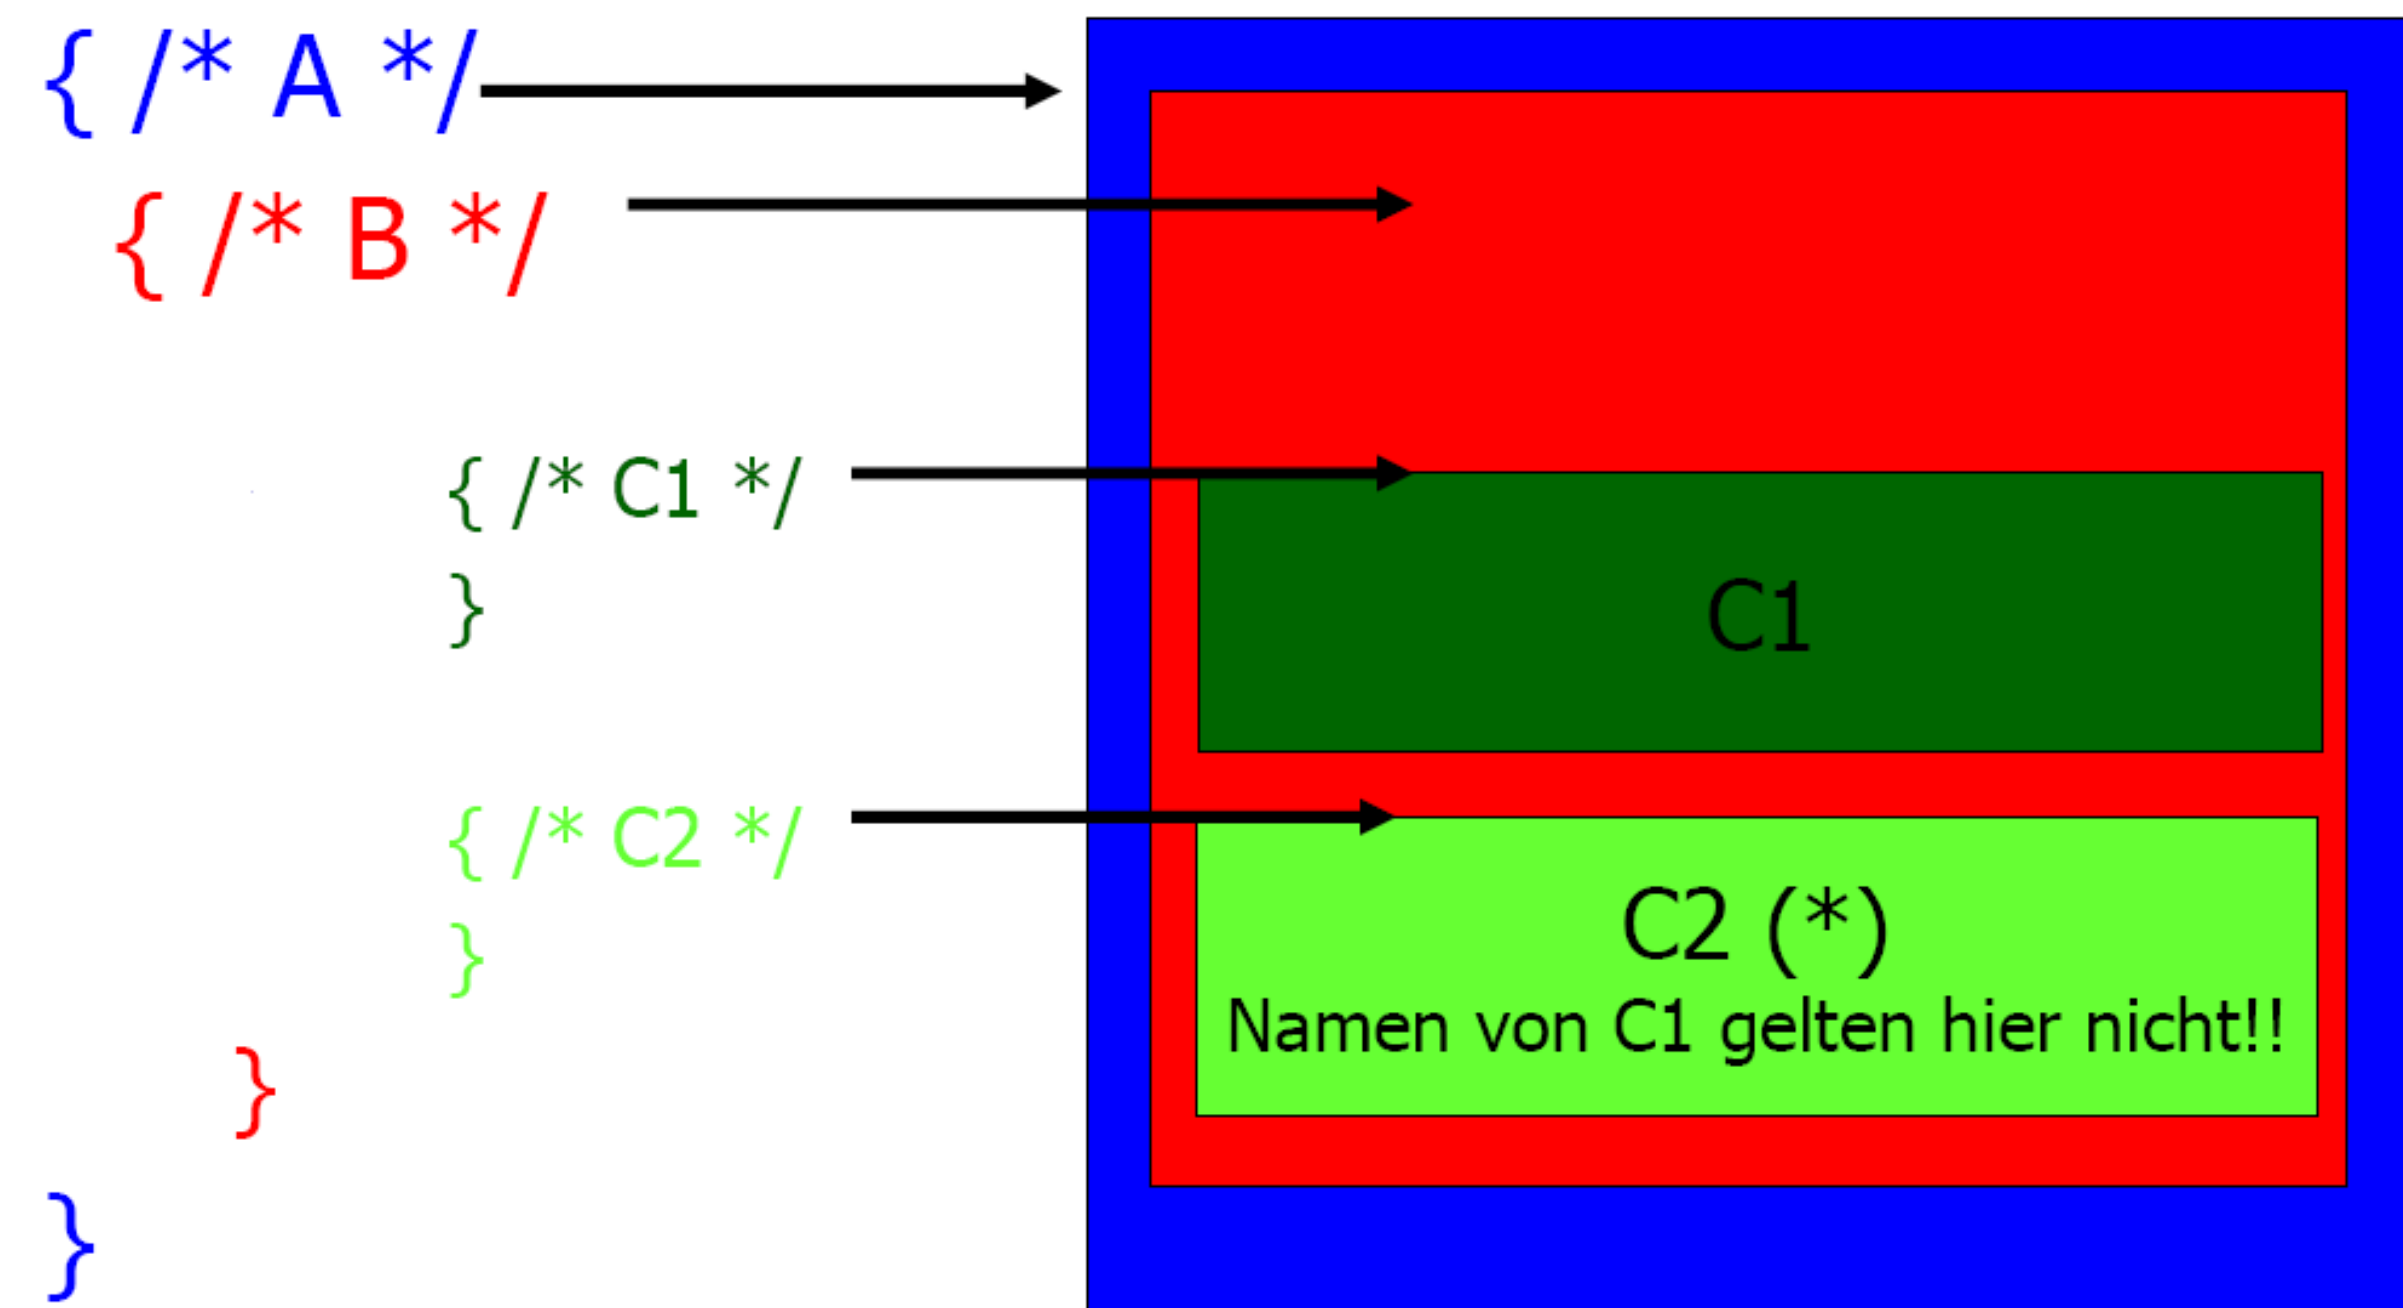 { /* A */
{ /* B */
{ /* C1 */
}
C1
{ /* C2 */
}
C2 (*)
Namen von C1 gelten hier nicht!!
}
}